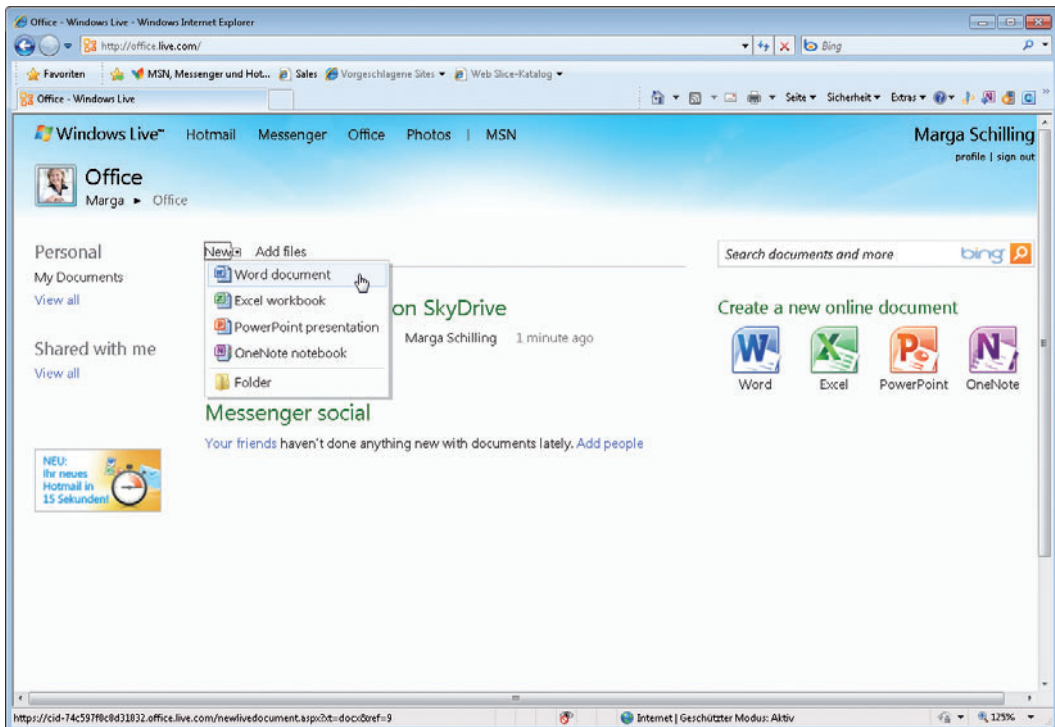 Office - Windows Live - Windows Internet Explorer
http://office.live.com/
Bing
Favoriten MSN, Messenger und Hot... Sales Vorgeschlagene Sites Web Slice-Katalog
Office - Windows Live
Seite Sicherheit Extras
Windows Live™ Hotmail Messenger Office Photos | MSN
Marga Schilling
profile | sign out
Office
Marga ► Office
Personal
My Documents
View all
Shared with me
View all
NEU:
Ihr neues
Hotmail in
15 Sekunden!
New Add files
Word document
Excel workbook
PowerPoint presentation
OneNote notebook
Folder
on SkyDrive
Marga Schilling 1 minute ago
Messenger social
Your friends haven't done anything new with documents lately. Add people
Search documents and more bing
Create a new online document
Word Excel PowerPoint OneNote
https://cid-74c597f8c8d31832.office.live.com/newlivedocument.aspx?xt=docx&ref=9
Internet | Geschützter Modus: Aktiv
125%